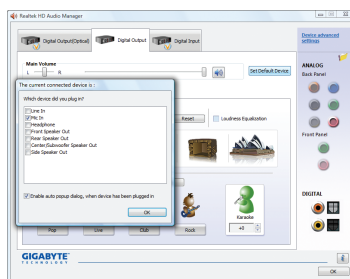 Realtek HD Audio Manager
Digital Output(Optical)
Digital Output
Digital Input
Device advanced
settings
Main Volume
L
R
Set Default Device
ANALOG
Back Panel
The current connected device is :
Which device did you plug in?
Line In
Mic In
Headphone
Front Speaker Out
Rear Speaker Out
Center/Subwoofer Speaker Out
Side Speaker Out
Reset
Loudness Equalization
Front Panel
Enable auto popup dialog, when device has been plugged in
OK
DIGITAL
Karaoke
+0
Pop
Live
Club
Rock
GIGABYTE
TECHNOLOGY
OK